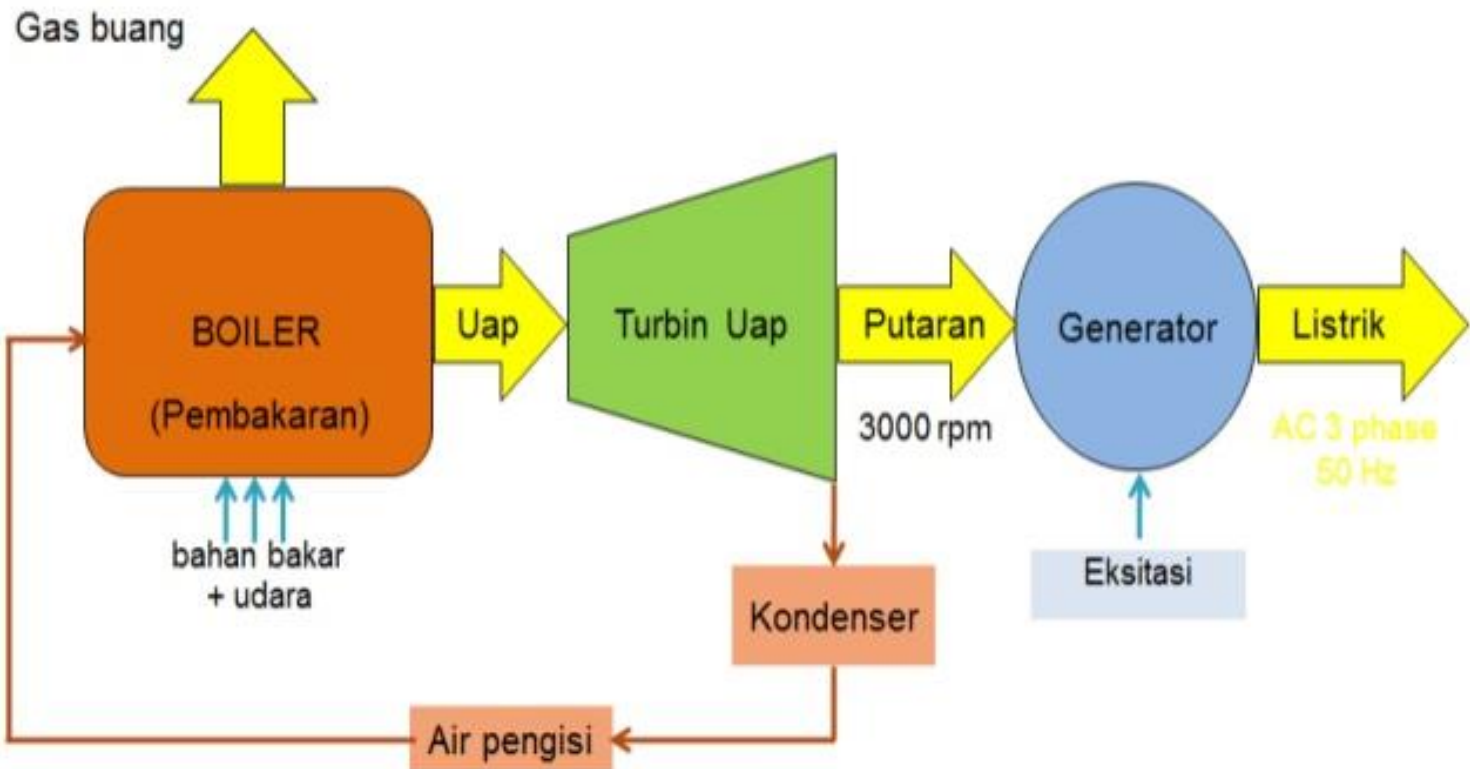 Gas buang
BOILER
(Pembakaran)
Uap
Turbin Uap
Putaran
Generator
Listrik
3000 rpm
AC 3 phase
50 Hz
bahan bakar
+ udara
Kondenser
Eksitasi
Air pengisi